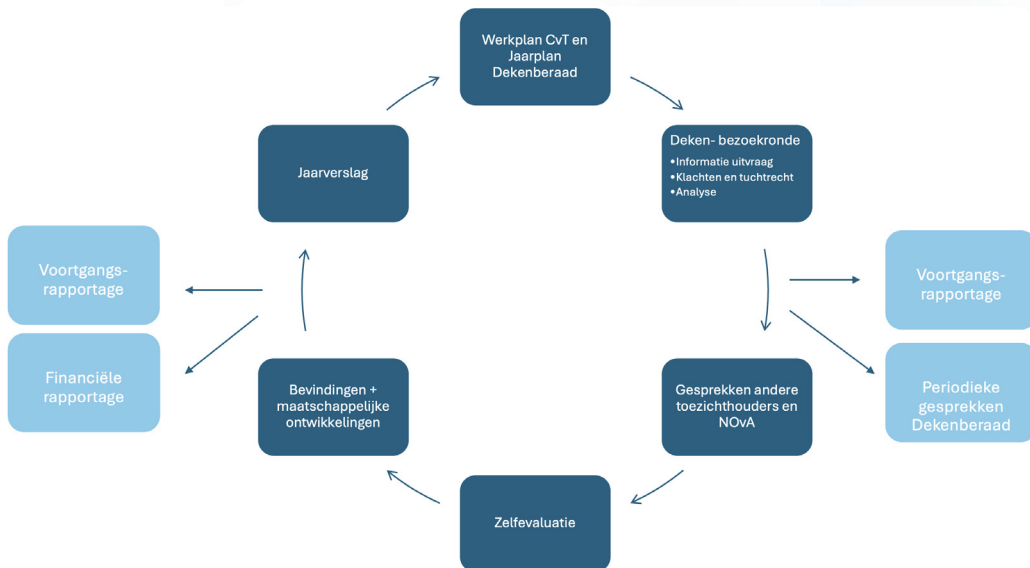 Werkplan CvT en
Jaarplan
Dekenberaad
Deken- bezoekronde
•Informatie uitvraag
•Klachten en tuchtrecht
•Analyse
Voortgangs-
rapportage
Periodieke
gesprekken
Dekenberaad
Gesprekken andere
toezichthouders en
NOvA
Zelfevaluatie
Bevindingen +
maatschappelijke
ontwikkelingen
Voortgangs-
rapportage
Financiële
rapportage
Jaarverslag